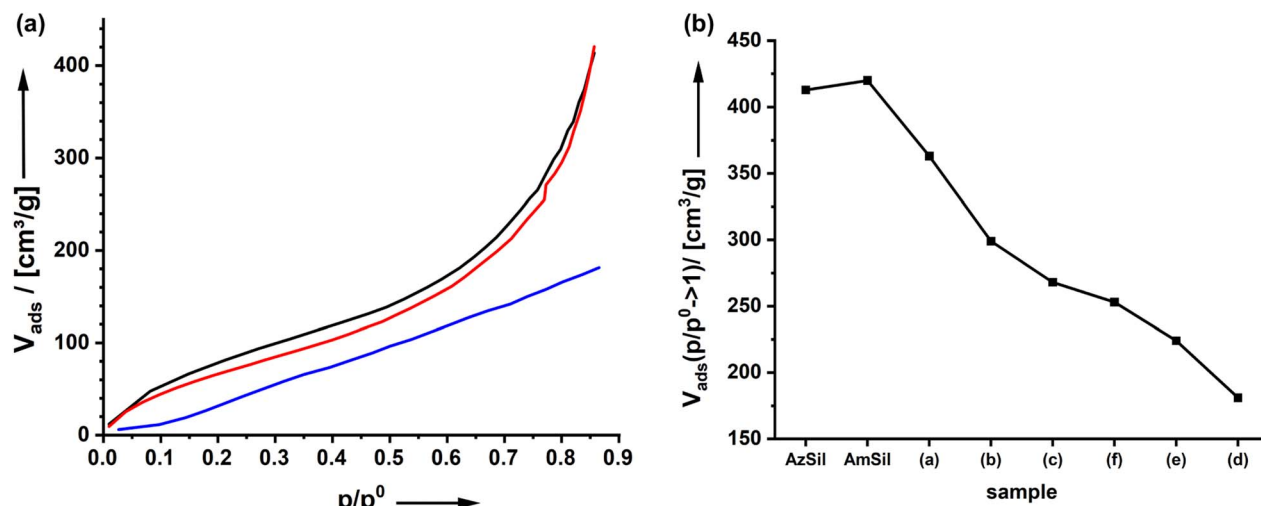 (a)
V_ads / [cm³/g]
400
300
200
100
0
0.0 0.1 0.2 0.3 0.4 0.5 0.6 0.7 0.8 0.9
p/p⁰
(b)
V_ads(p/p⁰->1)/ [cm³/g]
450
400
350
300
250
200
150
AzSil AmSil (a) (b) (c) (f) (e) (d)
sample